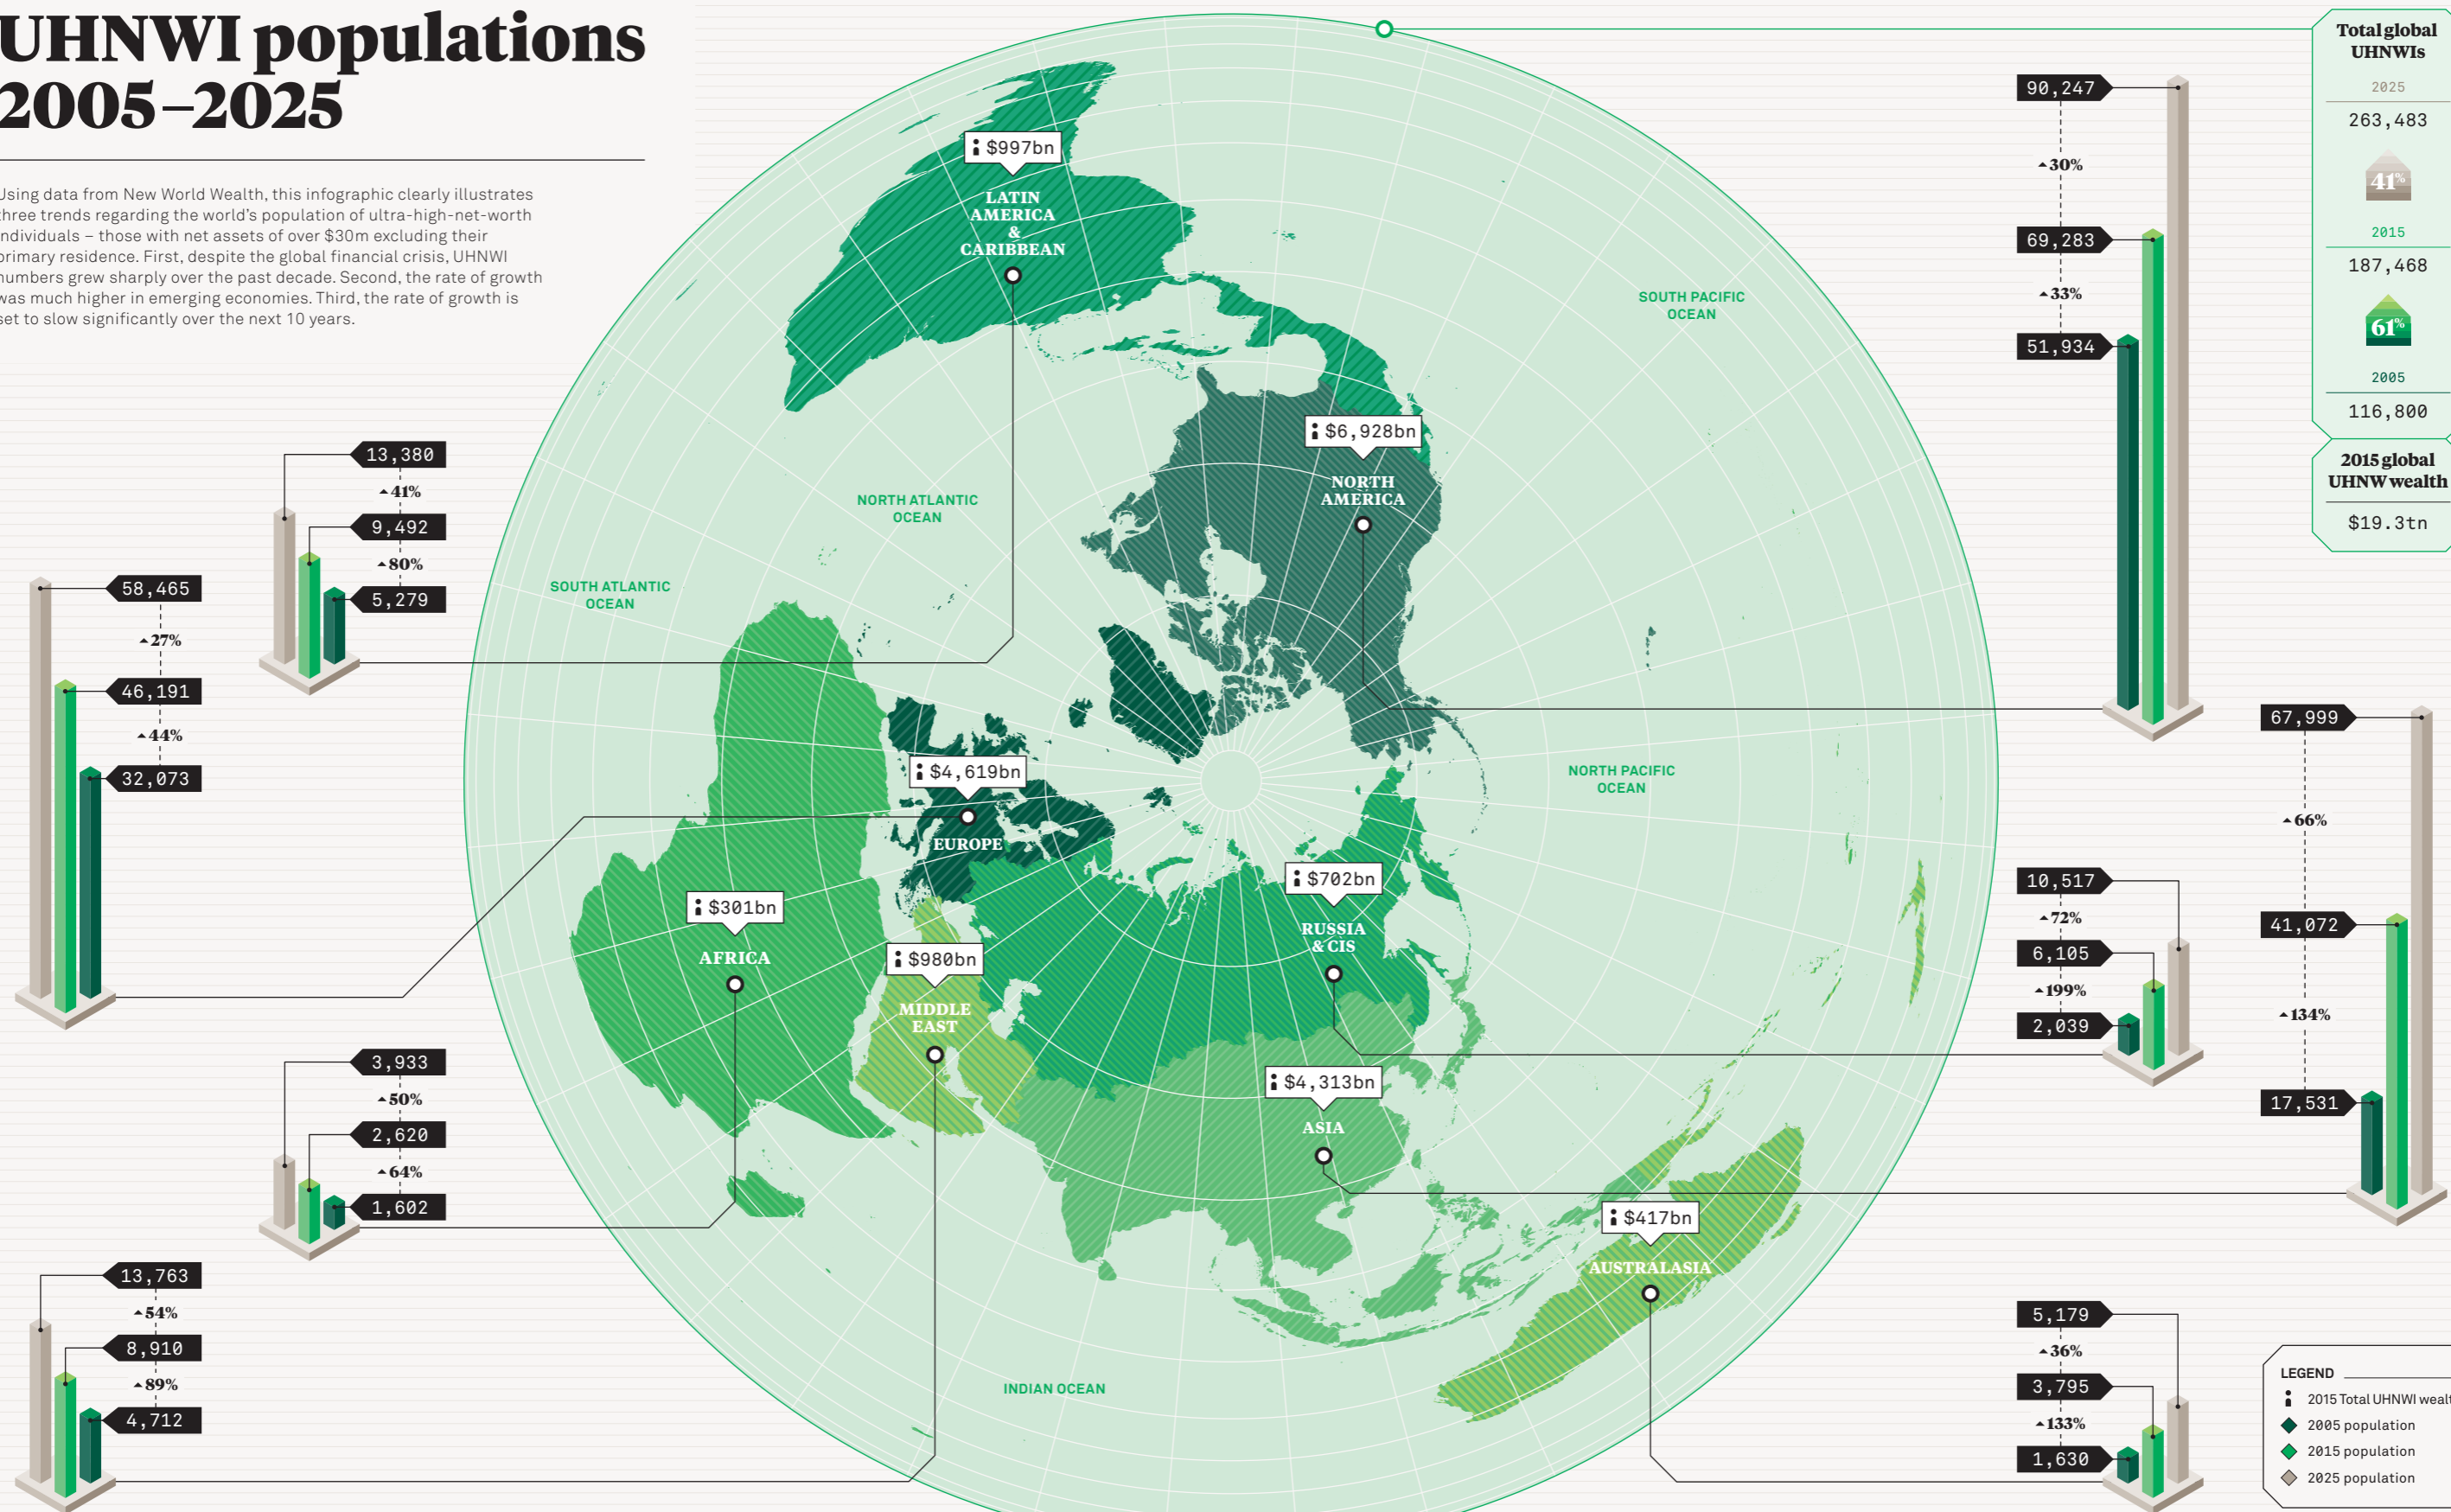 UHNWI populations
2005–2025
Using data from New World Wealth, this infographic clearly illustrates
three trends regarding the world's population of ultra-high-net-worth
individuals – those with net assets of over $30m excluding their
primary residence. First, despite the global financial crisis, UHNWI
numbers grew sharply over the past decade. Second, the rate of growth
was much higher in emerging economies. Third, the rate of growth is
set to slow significantly over the next 10 years.
13,380
41%
9,492
80%
5,279
58,465
27%
46,191
44%
32,073
3,933
50%
2,620
64%
1,602
13,763
54%
8,910
89%
4,712
$997bn
LATIN
AMERICA
&
CARIBBEAN
$6,928bn
NORTH
AMERICA
SOUTH PACIFIC
OCEAN
NORTH ATLANTIC
OCEAN
SOUTH ATLANTIC
OCEAN
NORTH PACIFIC
OCEAN
$4,619bn
EUROPE
$301bn
AFRICA
$702bn
RUSSIA
& CIS
$980bn
MIDDLE
EAST
$4,313bn
ASIA
$417bn
AUSTRALASIA
INDIAN OCEAN
90,247
30%
69,283
33%
51,934
67,999
66%
41,072
134%
17,531
10,517
72%
6,105
199%
2,039
5,179
36%
3,795
133%
1,630
Total global
UHNWIs
2025
263,483
41%
2015
187,468
61%
2005
116,800
2015 global
UHNW wealth
$19.3tn
LEGEND
2015 Total UHNWI wealt
2005 population
2015 population
2025 population